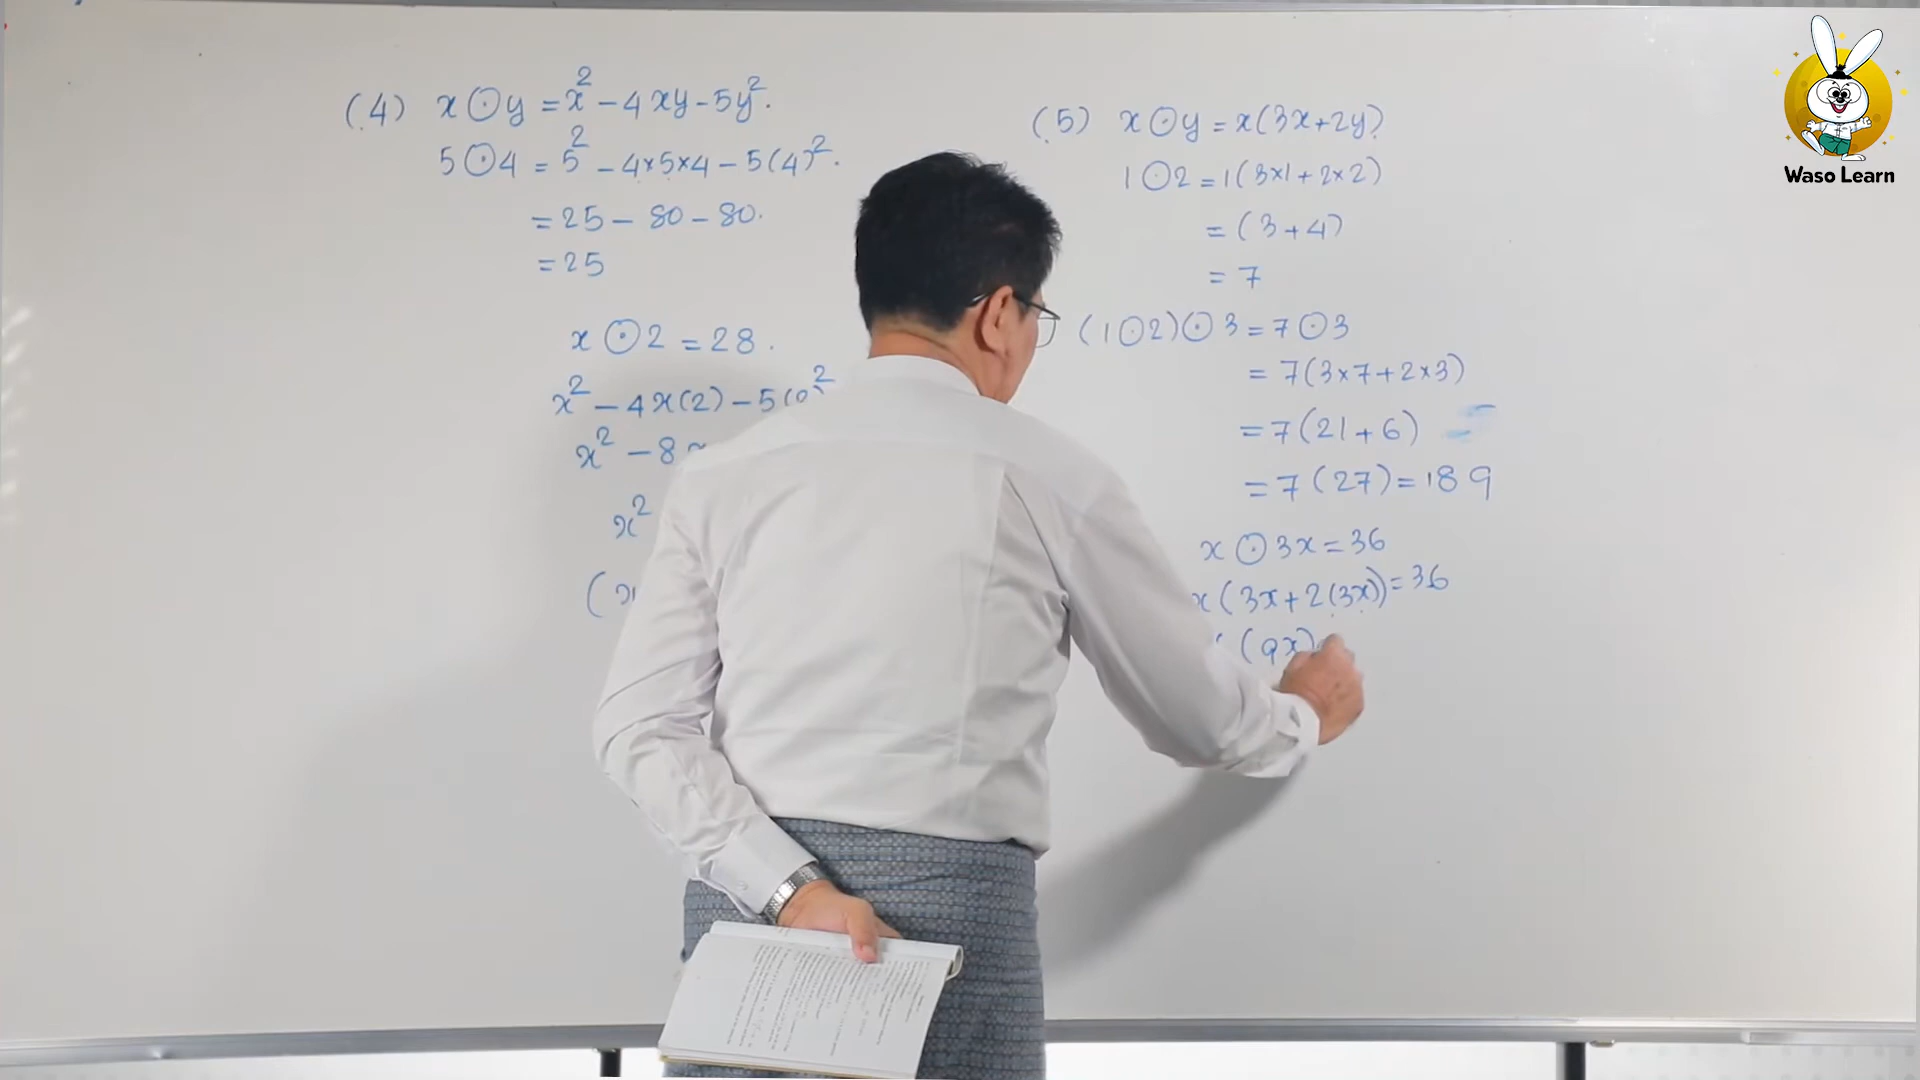 (4) x⊙y = x² - 4xy - 5y².
5⊙4 = 5² - 4×5×4 - 5(4)².
= 25 - 80 - 80.
= 25
x⊙2 = 28.
x² - 4x(2) - 5( ²
x² - 8
x²
(x
(5) x⊙y = x(3x+2y)
1⊙2 = 1(3×1+2×2)
= (3+4)
= 7
(1⊙2)⊙3 = 7⊙3
= 7(3×7+2×3)
= 7(21+6)
= 7(27) = 189
x⊙3x = 36
x(3x+2(3x)) = 36
(9x)
Waso Learn